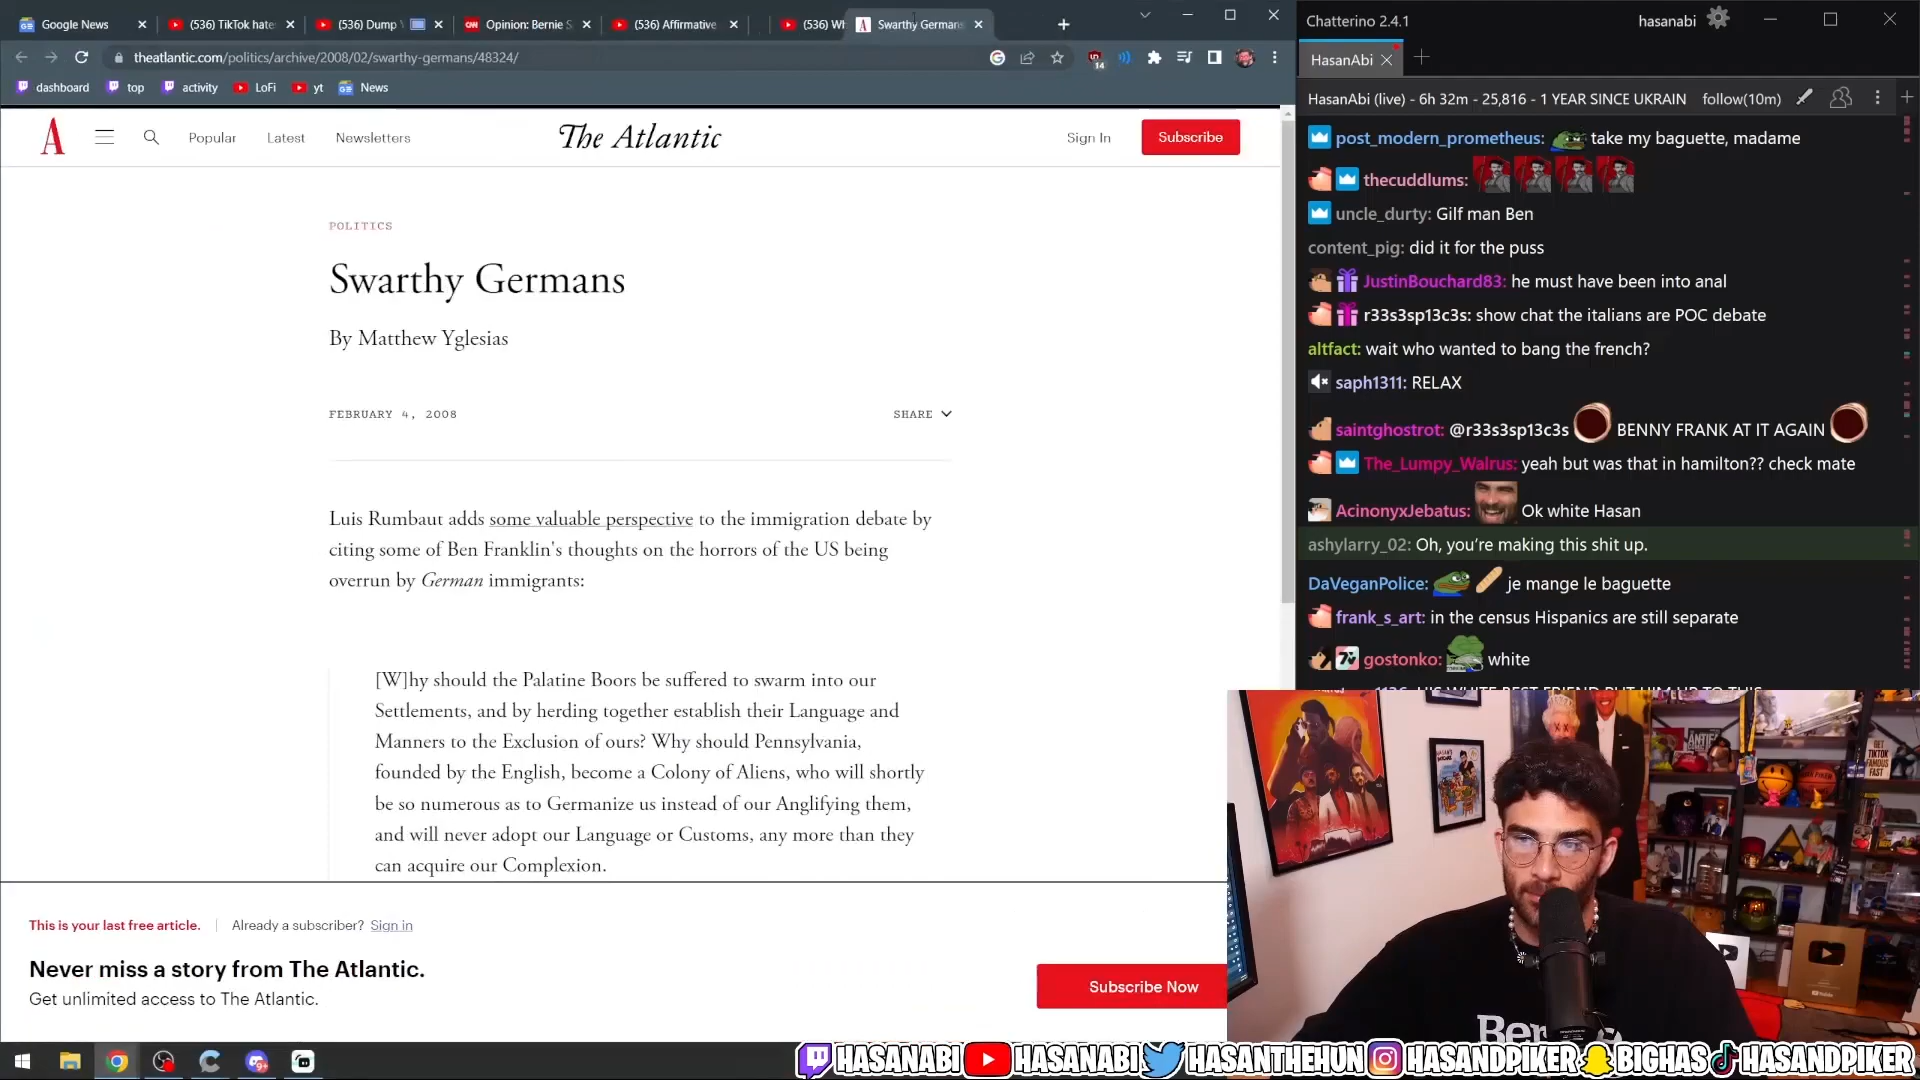 Google News
(536) TikTok hate
(536) Dump
Opinion: Bernie S
(536) Affirmative
(536) Wh
Swarthy Germans
theatlantic.com/politics/archive/2008/02/swarthy-germans/48324/
14
dashboard
top
activity
LoFi
yt
News
Popular
Latest
Newsletters
The Atlantic
Sign In
Subscribe
POLITICS
Swarthy Germans
By Matthew Yglesias
FEBRUARY 4, 2008
SHARE
Luis Rumbaut adds some valuable perspective to the immigration debate by
citing some of Ben Franklin's thoughts on the horrors of the US being
overrun by German immigrants:
[W]hy should the Palatine Boors be suffered to swarm into our
Settlements, and by herding together establish their Language and
Manners to the Exclusion of ours? Why should Pennsylvania,
founded by the English, become a Colony of Aliens, who will shortly
be so numerous as to Germanize us instead of our Anglifying them,
and will never adopt our Language or Customs, any more than they
can acquire our Complexion.
This is your last free article.
Already a subscriber? Sign in
Never miss a story from The Atlantic.
Get unlimited access to The Atlantic.
Subscribe Now
Chatterino 2.4.1
hasanabi
HasanAbi
HasanAbi (live) - 6h 32m - 25,816 - 1 YEAR SINCE UKRAIN
follow(10m)
post_modern_prometheus: take my baguette, madame
thecuddlums:
uncle_durty: Gilf man Ben
content_pig: did it for the puss
JustinBouchard83: he must have been into anal
r33s3sp13c3s: show chat the italians are POC debate
altfact: wait who wanted to bang the french?
saph1311: RELAX
saintghostrot: @r33s3sp13c3s BENNY FRANK AT IT AGAIN
The_Lumpy_Walrus: yeah but was that in hamilton?? check mate
AcinonyxJebatus: Ok white Hasan
ashylarry_02: Oh, you're making this shit up.
DaVeganPolice: je mange le baguette
frank_s_art: in the census Hispanics are still separate
gostonko: white
GET TIKTOK FAMOUS FAST
HASANABI
HASANABI
HASANTHEHUN
HASANDPIKER
BIGHAS
HASANDPIKER